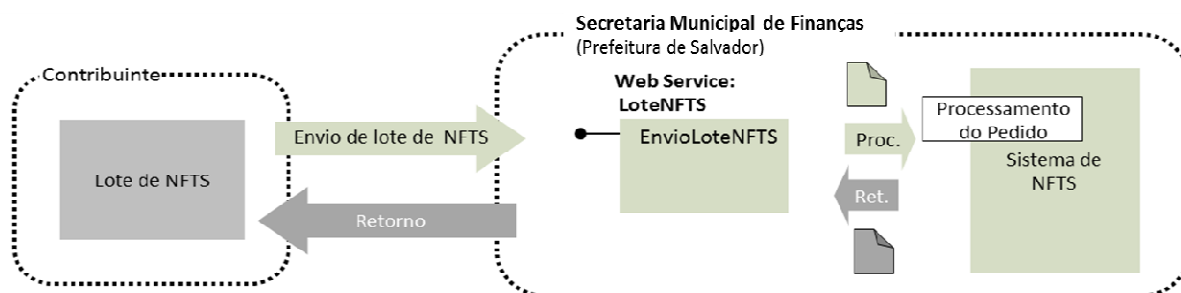 Secretaria Municipal de Finanças
(Prefeitura de Salvador)
Contribuinte
Lote de NFTS
Envio de lote de NFTS
Retorno
Web Service:
LoteNFTS
EnvioLoteNFTS
Proc.
Ret.
Processamento
do Pedido
Sistema de
NFTS